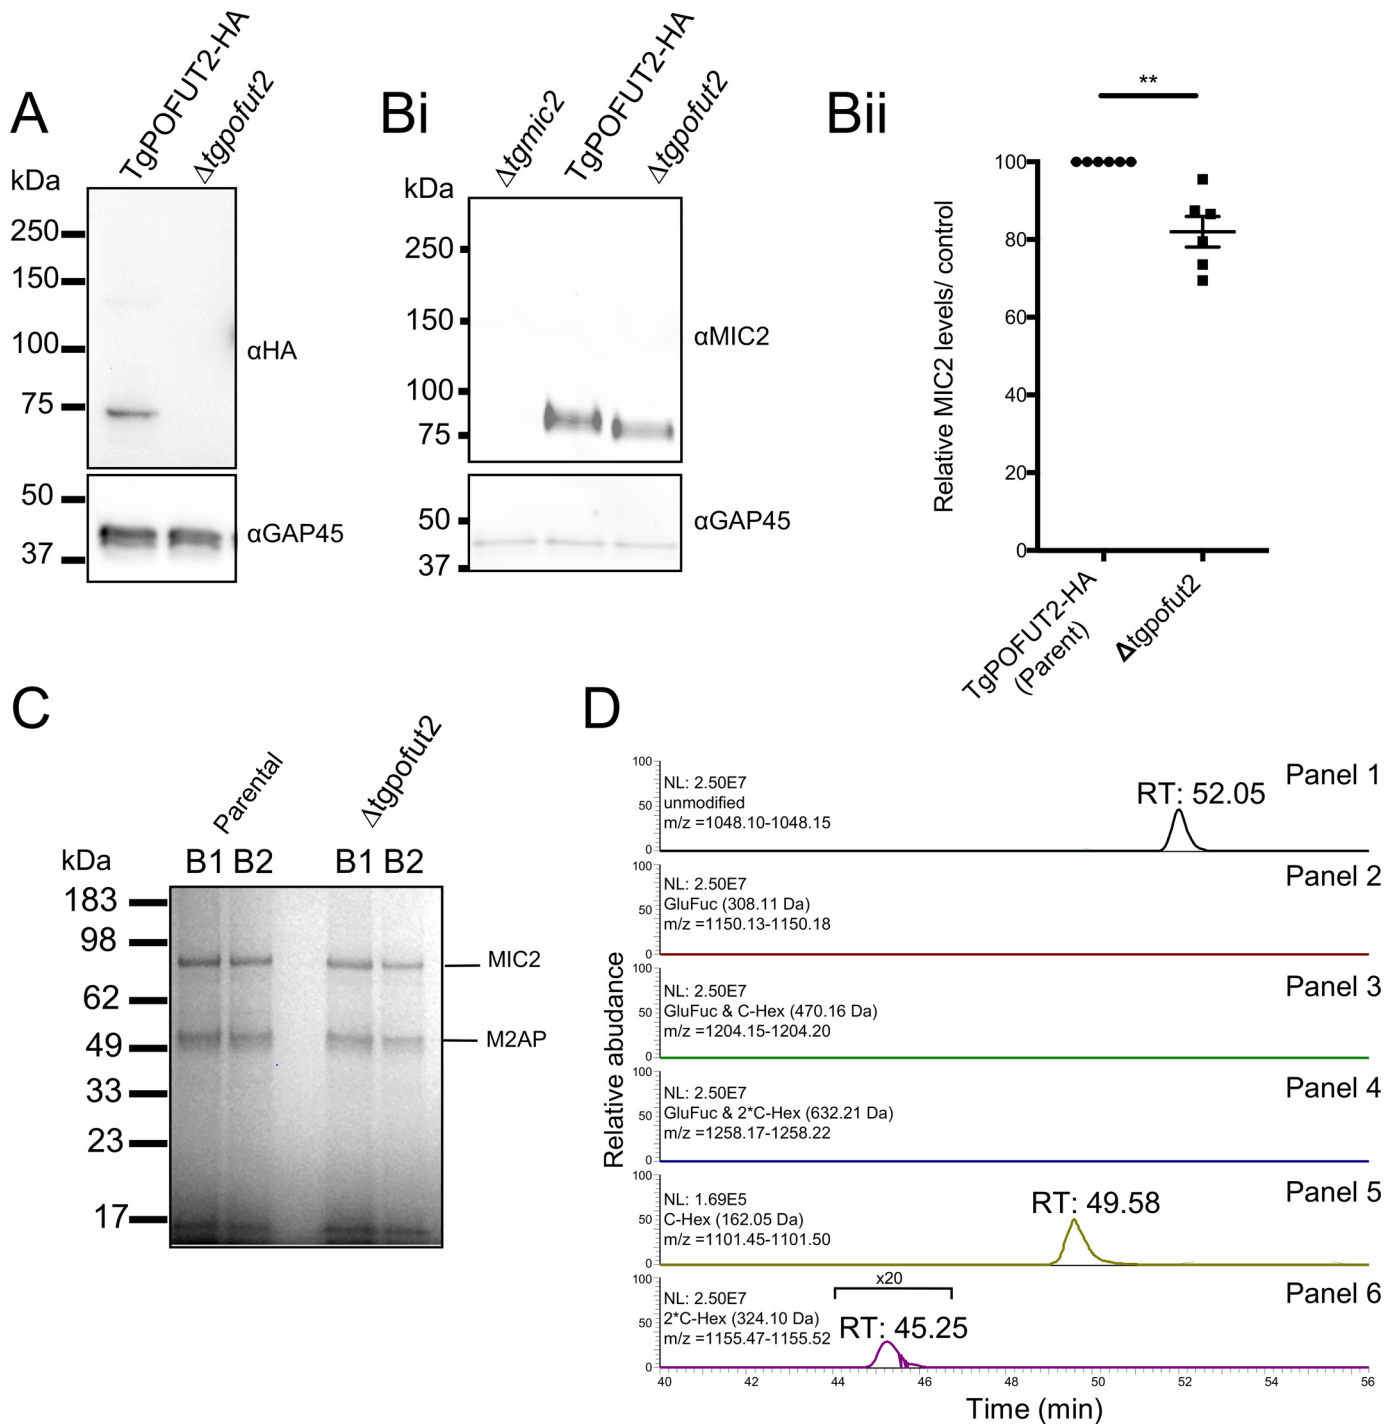 A
TgPOFUT2-HA
Δtgpofut2
kDa
250
150
100
75
αHA
50
37
αGAP45
Bi
Δtgmic2
TgPOFUT2-HA
Δtgpofut2
kDa
250
150
100
75
αMIC2
50
37
αGAP45
Bii
**
Relative MIC2 levels/ control
100
80
60
40
20
0
TgPOFUT2-HA
(Parent)
Δtgpofut2
C
Parental
Δtgpofut2
kDa
B1 B2
B1 B2
183
98
62
49
33
23
17
MIC2
M2AP
D
Relative abudance
100
50
0
NL: 2.50E7
unmodified
m/z =1048.10-1048.15
RT: 52.05
Panel 1
100
50
0
NL: 2.50E7
GluFuc (308.11 Da)
m/z =1150.13-1150.18
Panel 2
100
50
0
NL: 2.50E7
GluFuc & C-Hex (470.16 Da)
m/z =1204.15-1204.20
Panel 3
100
50
0
NL: 2.50E7
GluFuc & 2*C-Hex (632.21 Da)
m/z =1258.17-1258.22
Panel 4
100
50
0
NL: 1.69E5
C-Hex (162.05 Da)
m/z =1101.45-1101.50
RT: 49.58
Panel 5
100
50
0
x20
NL: 2.50E7
2*C-Hex (324.10 Da)
m/z =1155.47-1155.52
RT: 45.25
Panel 6
40 42 44 46 48 50 52 54 56
Time (min)